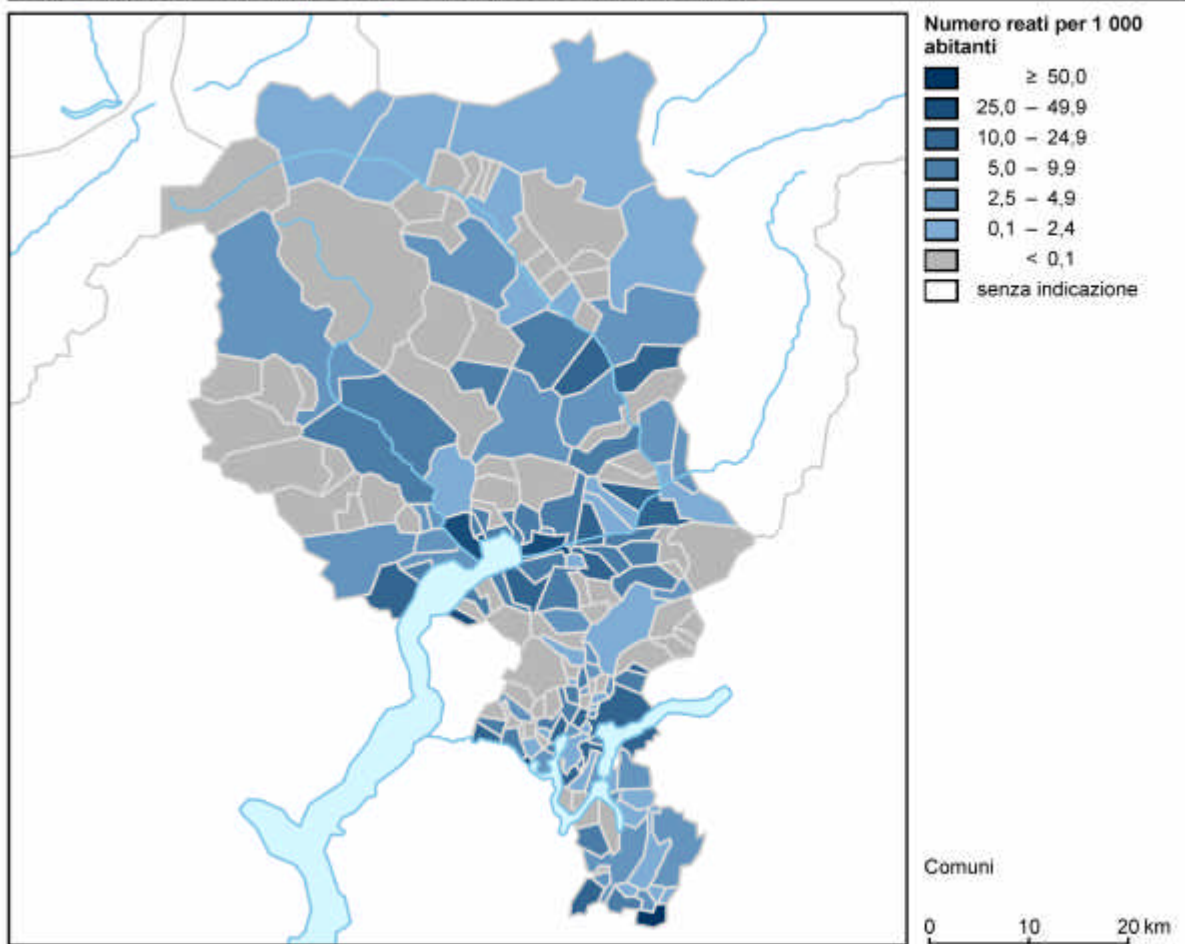 Numero reati per 1 000
abitanti
≥ 50,0
25,0 – 49,9
10,0 – 24,9
5,0 – 9,9
2,5 – 4,9
0,1 – 2,4
< 0,1
senza indicazione
Comuni
0 10 20 km